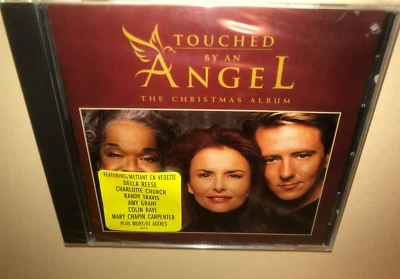 TOUCHED
BY AN
ANGEL
THE CHRISTMAS ALBUM
FEATURING/METTANT EN VEDETTE
DELLA REESE
CHARLOTTE CHURCH
RANDY TRAVIS
AMY GRANT
COLLIN RAYE
MARY CHAPIN CARPENTER
PLUS MORE/ET AUTRES